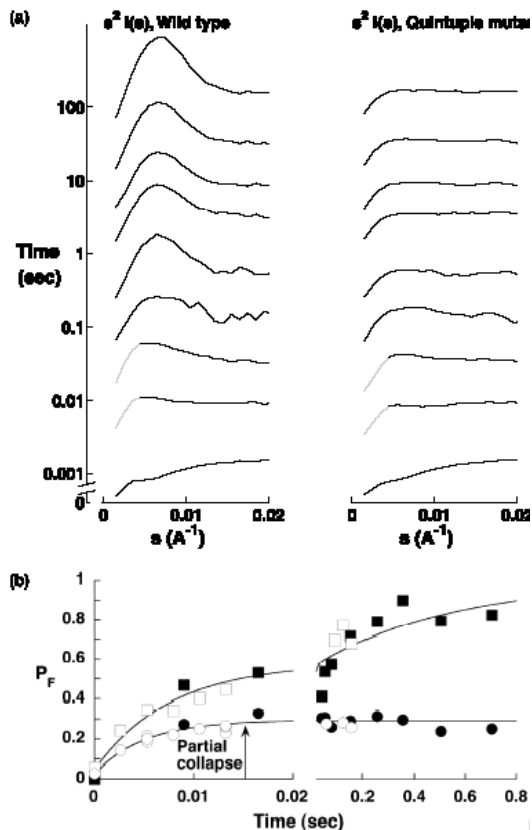 (a)
s² I(s), Wild type
s² I(s), Quintuple mutant
100
10
1
0.1
0.01
0.001
0
Time
(sec)
0 0.01 0.02
0 0.01 0.02
s (A⁻¹)
s (A⁻¹)
(b)
1
0.8
0.6
0.4
0.2
0
P_F
Partial
collapse
0 0.01 0.02 0.2 0.4 0.6 0.8
Time (sec)